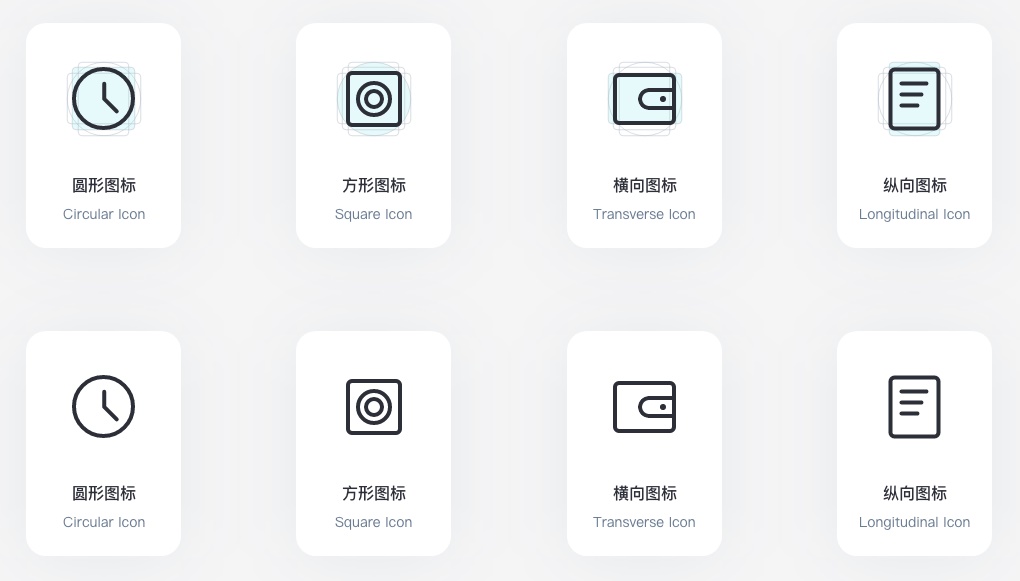 圆形图标
Circular Icon
方形图标
Square Icon
横向图标
Transverse Icon
纵向图标
Longitudinal Icon
圆形图标
Circular Icon
方形图标
Square Icon
横向图标
Transverse Icon
纵向图标
Longitudinal Icon